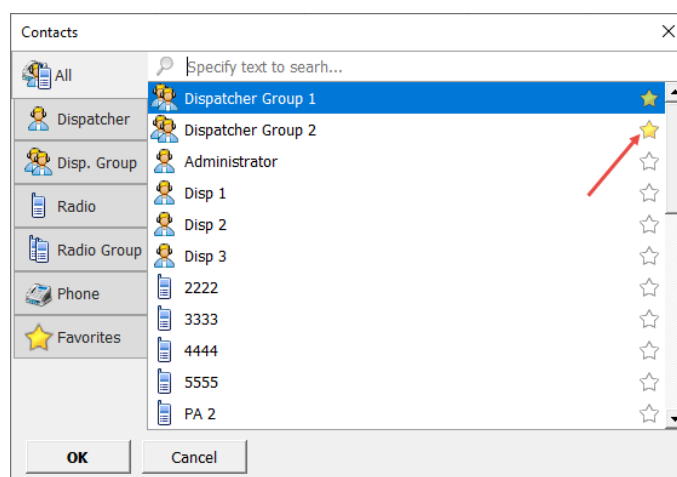 Contacts
All
Dispatcher
Disp. Group
Radio
Radio Group
Phone
Favorites
Specify text to searh...
Dispatcher Group 1
Dispatcher Group 2
Administrator
Disp 1
Disp 2
Disp 3
2222
3333
4444
5555
PA 2
OK
Cancel